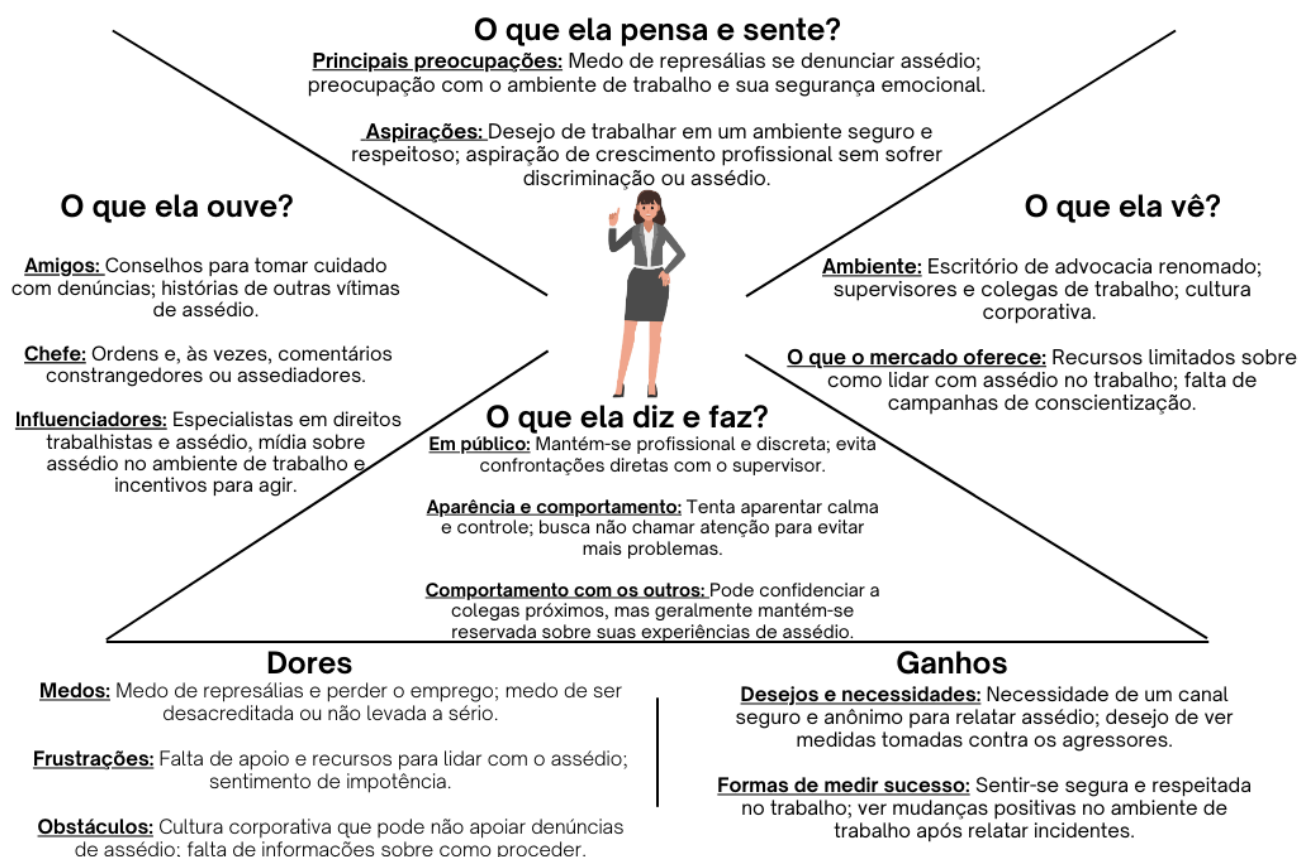 O que ela pensa e sente?
Principais preocupações: Medo de represálias se denunciar assédio;
preocupação com o ambiente de trabalho e sua segurança emocional.
Aspirações: Desejo de trabalhar em um ambiente seguro e
respeitoso; aspiração de crescimento profissional sem sofrer
discriminação ou assédio.
O que ela ouve?
Amigos: Conselhos para tomar cuidado
com denúncias; histórias de outras vítimas
de assédio.
Chefe: Ordens e, às vezes, comentários
constrangedores ou assediadores.
Influenciadores: Especialistas em direitos
trabalhistas e assédio, mídia sobre
assédio no ambiente de trabalho e
incentivos para agir.
O que ela vê?
Ambiente: Escritório de advocacia renomado;
supervisores e colegas de trabalho; cultura
corporativa.
O que o mercado oferece: Recursos limitados sobre
como lidar com assédio no trabalho; falta de
campanhas de conscientização.
O que ela diz e faz?
Em público: Mantém-se profissional e discreta; evita
confrontações diretas com o supervisor.
Aparência e comportamento: Tenta aparentar calma
e controle; busca não chamar atenção para evitar
mais problemas.
Comportamento com os outros: Pode confidenciar a
colegas próximos, mas geralmente mantém-se
reservada sobre suas experiências de assédio.
Dores
Medos: Medo de represálias e perder o emprego; medo de ser
desacreditada ou não levada a sério.
Frustrações: Falta de apoio e recursos para lidar com o assédio;
sentimento de impotência.
Obstáculos: Cultura corporativa que pode não apoiar denúncias
de assédio; falta de informações sobre como proceder.
Ganhos
Desejos e necessidades: Necessidade de um canal
seguro e anônimo para relatar assédio; desejo de ver
medidas tomadas contra os agressores.
Formas de medir sucesso: Sentir-se segura e respeitada
no trabalho; ver mudanças positivas no ambiente de
trabalho após relatar incidentes.